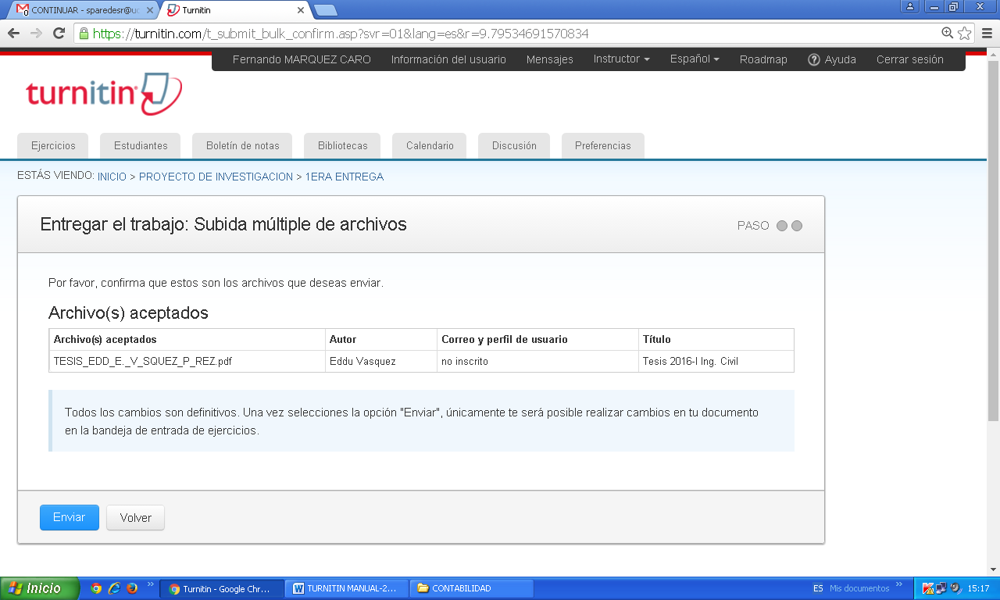 CONTINUAR - sparedesr@uc
Turnitin
https://turnitin.com/t_submit_bulk_confirm.asp?svr=01&lang=es&r=9.79534691570834
Fernando MARQUEZ CARO Información del usuario Mensajes Instructor Español Roadmap ? Ayuda Cerrar sesión
turnitin
Ejercicios Estudiantes Boletín de notas Bibliotecas Calendario Discusión Preferencias
ESTÁS VIENDO: INICIO > PROYECTO DE INVESTIGACION > 1ERA ENTREGA
Entregar el trabajo: Subida múltiple de archivos
PASO
Por favor, confirma que estos son los archivos que deseas enviar.
Archivo(s) aceptados
Archivo(s) aceptados Autor Correo y perfil de usuario Título
TESIS_EDD_E._V_SQUEZ_P_REZ.pdf Eddu Vasquez no inscrito Tesis 2016-I Ing. Civil
Todos los cambios son definitivos. Una vez selecciones la opción "Enviar", únicamente te será posible realizar cambios en tu documento
en la bandeja de entrada de ejercicios.
Enviar Volver
Inicio Turnitin - Google Chr... TURNITIN MANUAL-2... CONTABILIDAD ES Mis documentos 15:17